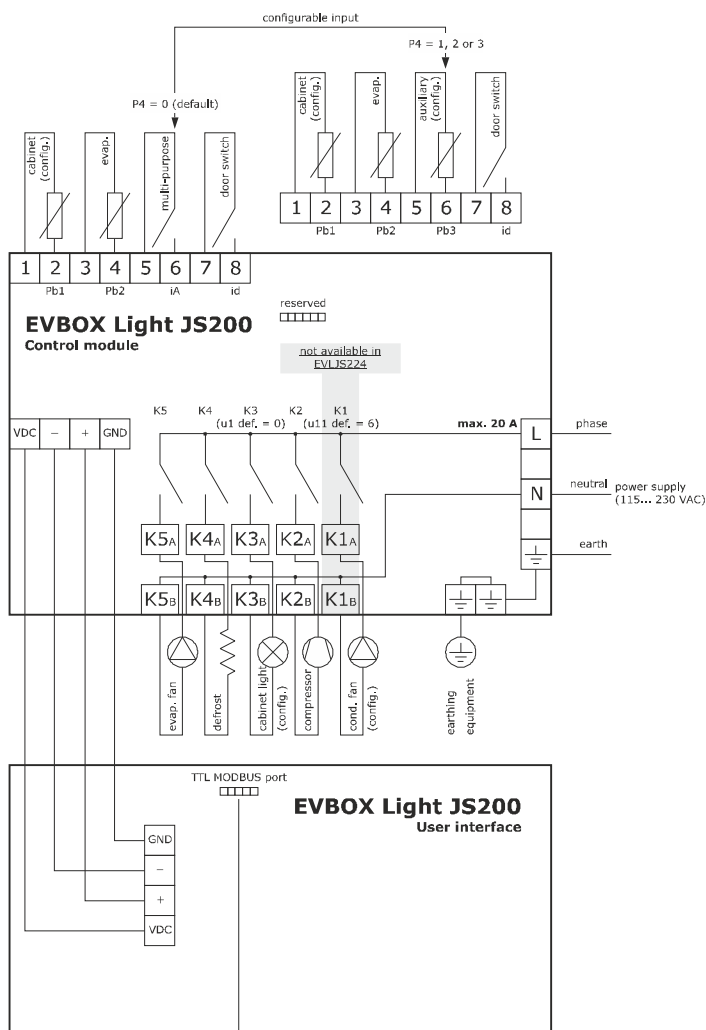 configurable input
P4 = 1, 2 or 3
P4 = 0 (default)
cabinet
(config.)
evap.
auxiliary
(config.)
door switch
cabinet
(config.)
evap.
multi-purpose
door switch
1 2 3 4 5 6 7 8
Pb1 Pb2 Pb3 id
1 2 3 4 5 6 7 8
Pb1 Pb2 iA id
EVBOX Light JS200
Control module
reserved
not available in
EVLJS224
VDC − + GND
K5 K4 K3 K2 K1
(u1 def. = 0) (u11 def. = 6)
max. 20 A
L
phase
N
neutral
power supply
(115... 230 VAC)
earth
K5A K4A K3A K2A K1A
K5B K4B K3B K2B K1B
evap. fan
defrost
cabinet light
(config.)
compressor
cond. fan
(config.)
earthing
equipment
TTL MODBUS port
EVBOX Light JS200
User interface
GND
−
+
VDC